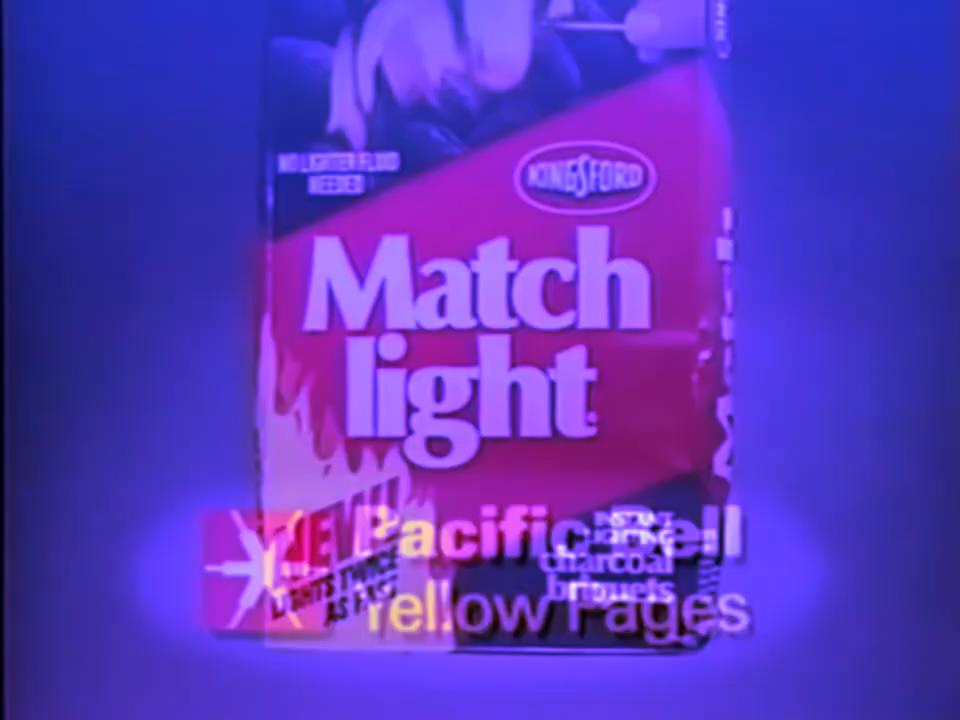 NO LIGHTER FLUID
NEEDED
KINGSFORD
Match
light
NEW!
LIGHTS TWICE
AS FAST
INSTANT
LIGHTING
charcoal
briquets
Pacific Bell
Yellow Pages